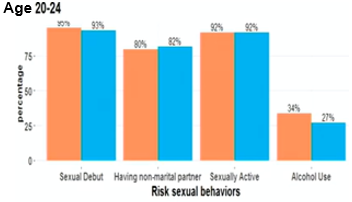 Age 20-24
95% 93% 80% 82% 92% 92% 34% 27%
percentage
75
50
25
0
Sexual Debut Having non-marital partner Sexually Active Alcohol Use
Risk sexual behaviors